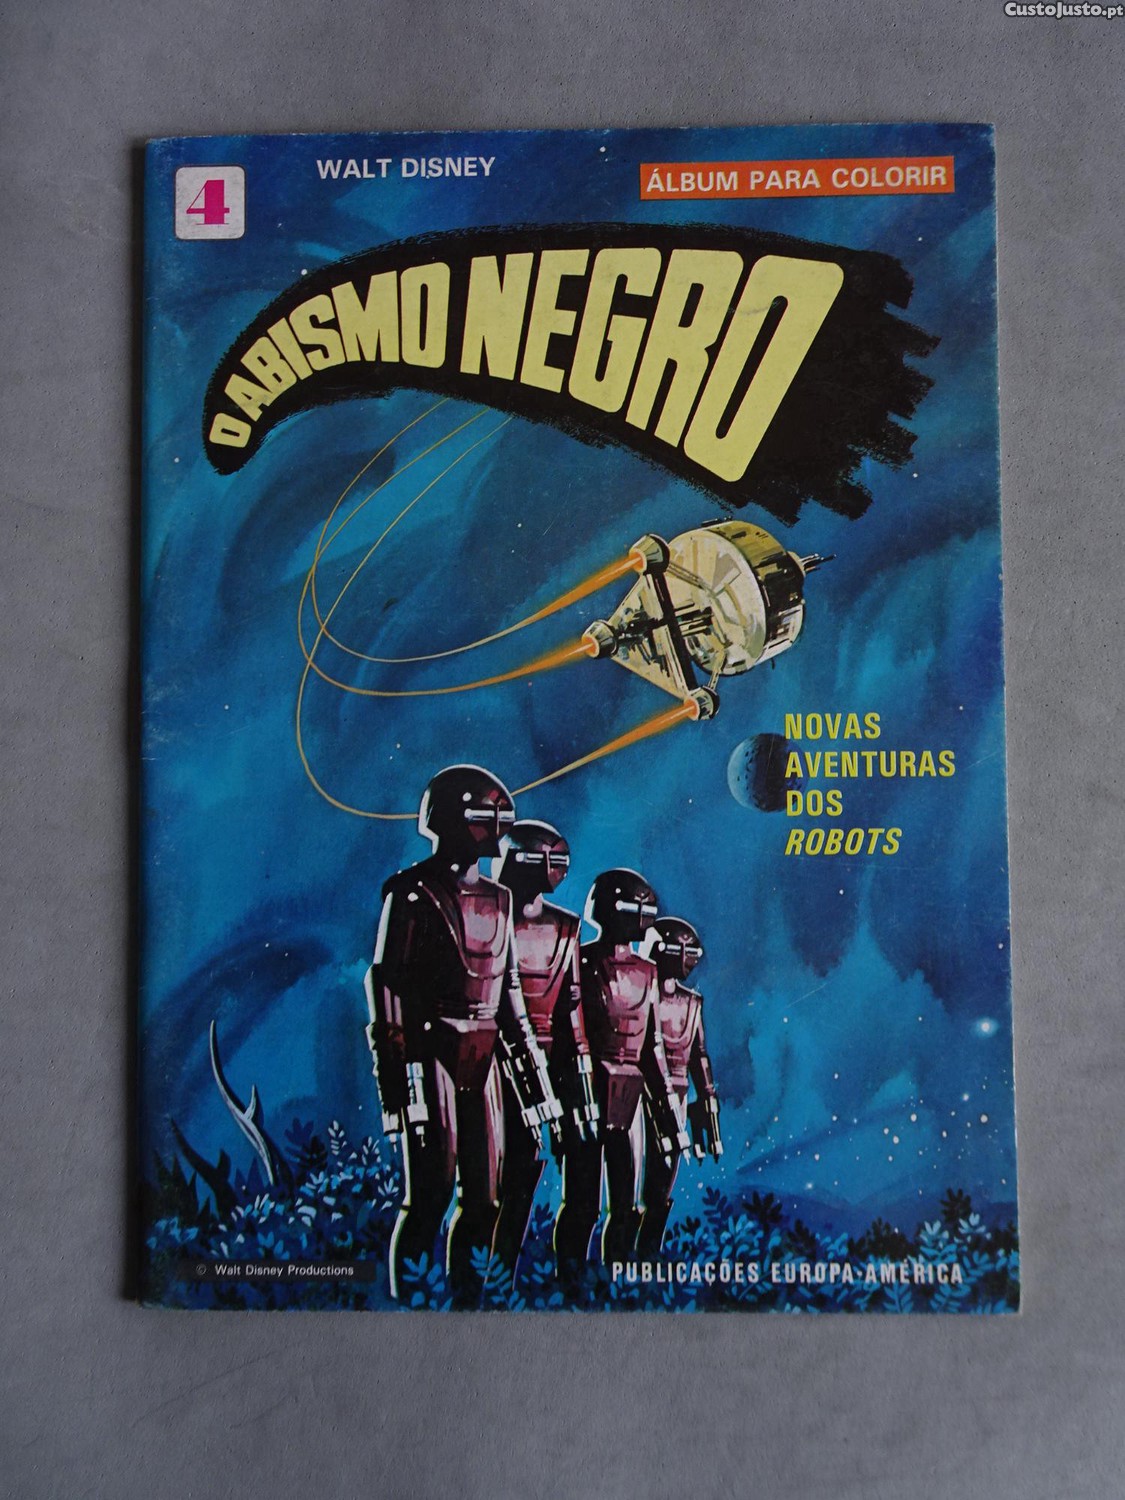 CustoJusto.pt
4
WALT DISNEY
ÁLBUM PARA COLORIR
O ABISMO NEGRO
NOVAS
AVENTURAS
DOS
ROBOTS
© Walt Disney Productions
PUBLICAÇÕES EUROPA-AMÉRICA